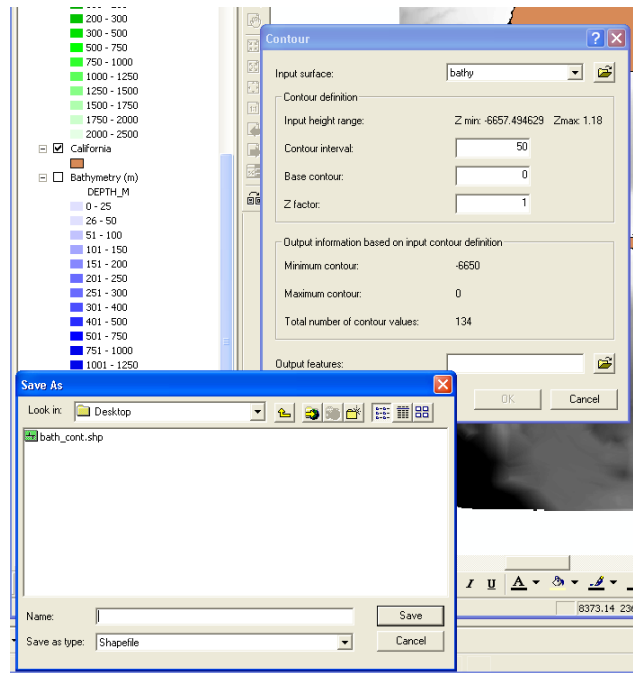 200 - 300
300 - 500
500 - 750
750 - 1000
1000 - 1250
1250 - 1500
1500 - 1750
1750 - 2000
2000 - 2500
California
Bathymetry (m)
DEPTH_M
0 - 25
26 - 50
51 - 100
101 - 150
151 - 200
201 - 250
251 - 300
301 - 400
401 - 500
501 - 750
751 - 1000
1001 - 1250
Contour
Input surface: bathy
Contour definition
Input height range: Z min: -6657.494629 Zmax: 1.18
Contour interval: 50
Base contour: 0
Z factor: 1
Output information based on input contour definition
Minimum contour: -6650
Maximum contour: 0
Total number of contour values: 134
Output features:
OK Cancel
Save As
Look in: Desktop
bath_cont.shp
Name: Save
Save as type: Shapefile Cancel
I U A
8373.14 236